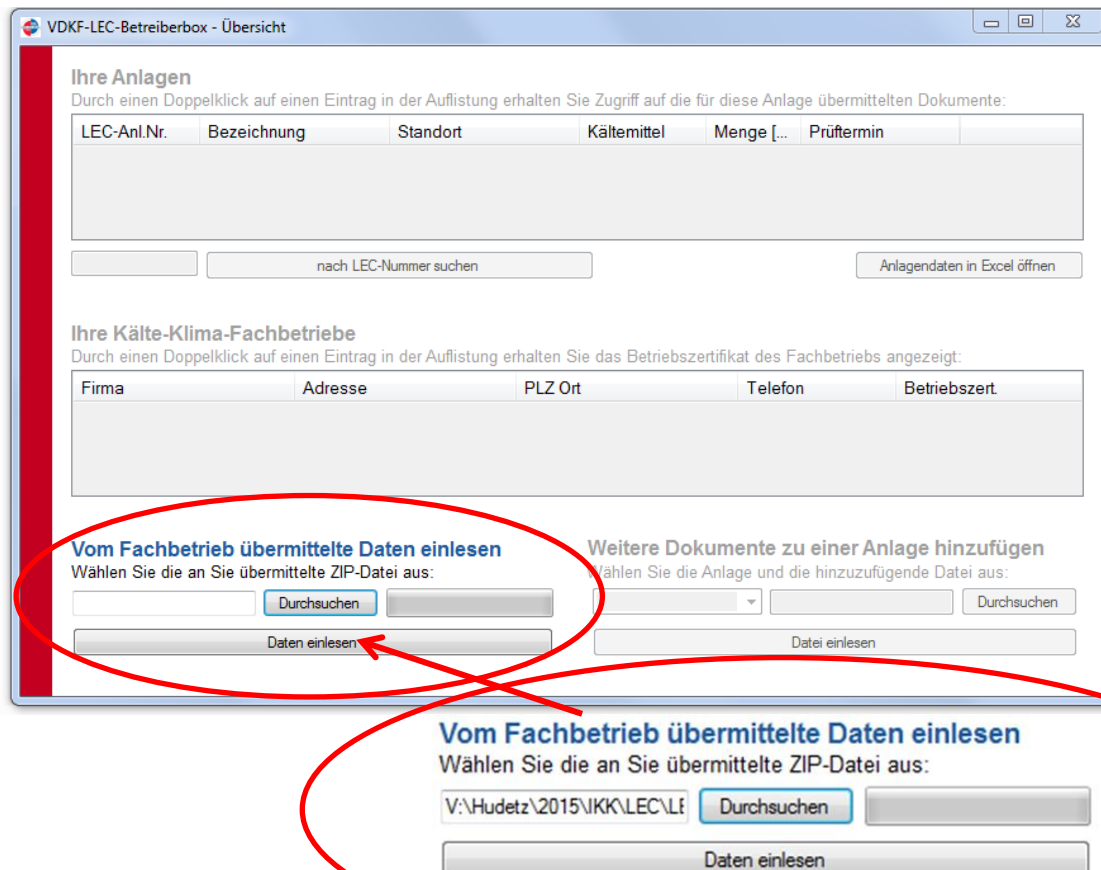 VDKF-LEC-Betreiberbox - Übersicht
Ihre Anlagen
Durch einen Doppelklick auf einen Eintrag in der Auflistung erhalten Sie Zugriff auf die für diese Anlage übermittelten Dokumente:
LEC-Anl.Nr. Bezeichnung Standort Kältemittel Menge [... Prüftermin
nach LEC-Nummer suchen Anlagendaten in Excel öffnen
Ihre Kälte-Klima-Fachbetriebe
Durch einen Doppelklick auf einen Eintrag in der Auflistung erhalten Sie das Betriebszertifikat des Fachbetriebs angezeigt:
Firma Adresse PLZ Ort Telefon Betriebszert.
Vom Fachbetrieb übermittelte Daten einlesen
Wählen Sie die an Sie übermittelte ZIP-Datei aus:
Durchsuchen
Daten einlesen
Weitere Dokumente zu einer Anlage hinzufügen
Wählen Sie die Anlage und die hinzuzufügende Datei aus:
Durchsuchen
Datei einlesen
Vom Fachbetrieb übermittelte Daten einlesen
Wählen Sie die an Sie übermittelte ZIP-Datei aus:
V:\Hudetz\2015\IKK\LEC\LE Durchsuchen
Daten einlesen